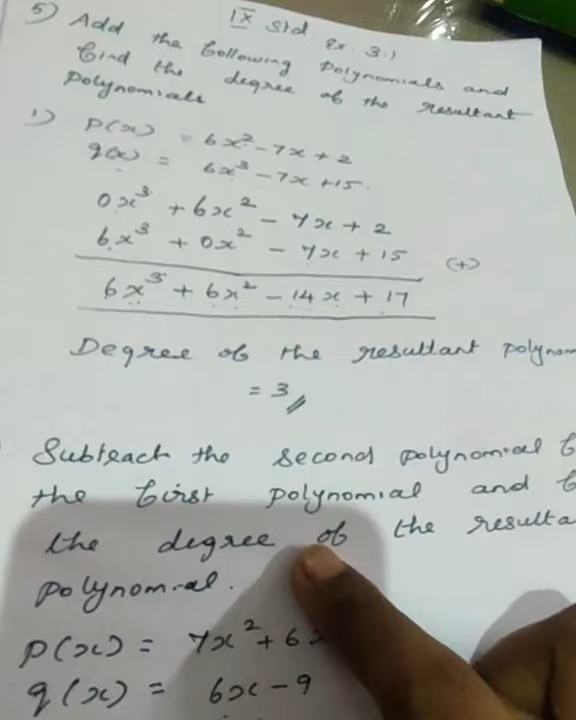 IX Std Ex. 3.1
5) Add the following polynomials and
find the degree of the resultant
polynomials
1) P(x) = 6x² - 7x + 2
q(x) = 6x³ - 7x + 15.
0x³ + 6x² - 7x + 2
6x³ + 0x² - 7x + 15 (+)
6x³ + 6x² - 14x + 17
Degree of the resultant
= 3
Subtract the second polynomial
the first polynomial and
the degree of the
polynomial.
p(x) = 7x² + 6
q(x) = 6x - 9